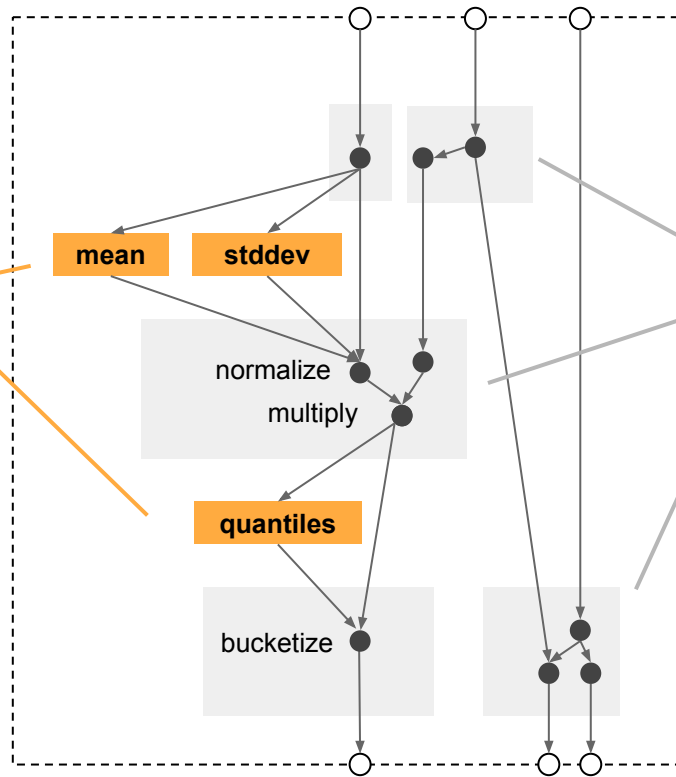 mean
stddev
normalize
multiply
quantiles
bucketize